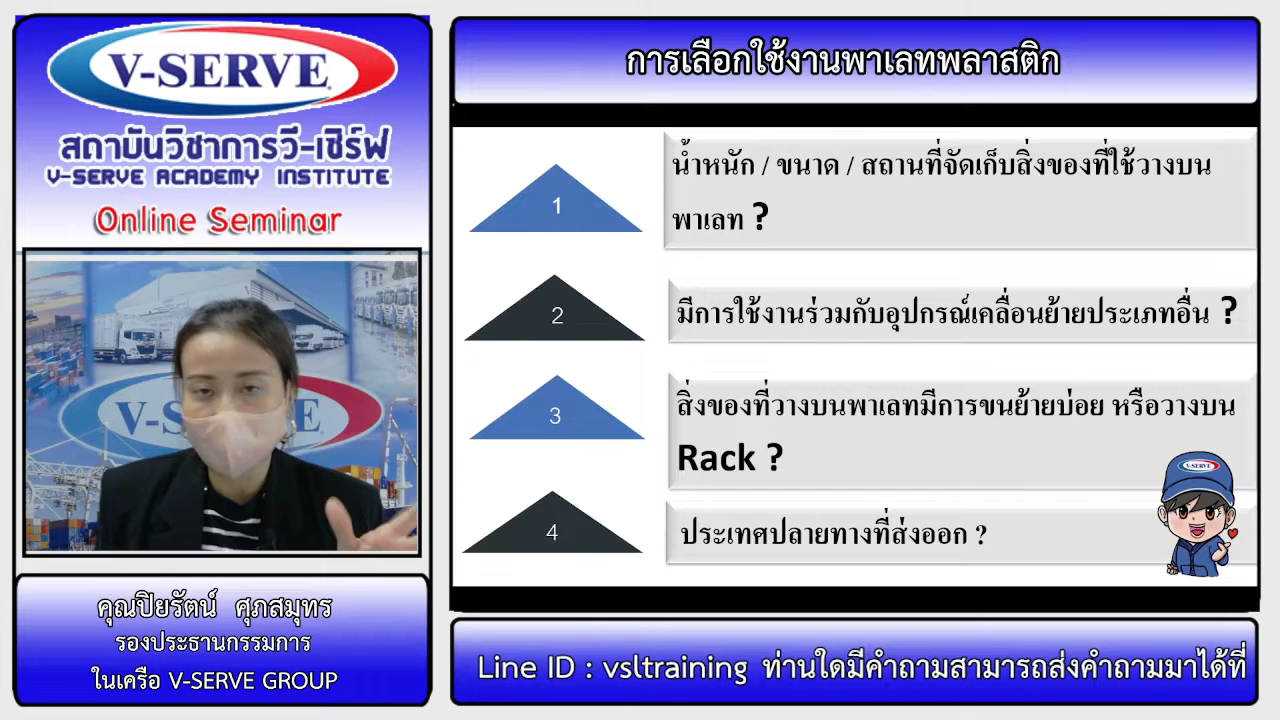 V-SERVE
สถาบันวิชาการวี-เซิร์ฟ
V-SERVE ACADEMY INSTITUTE
Online Seminar
คุณปิยรัตน์ ศุภสมุทร
รองประธานกรรมการ
ในเครือ V-SERVE GROUP
การเลือกใช้งานพาเลทพลาสติก
1
น้ำหนัก / ขนาด / สถานที่จัดเก็บสิ่งของที่ใช้วางบน
พาเลท ?
2
มีการใช้งานร่วมกับอุปกรณ์เคลื่อนย้ายประเภทอื่น ?
3
สิ่งของที่วางบนพาเลทมีการขนย้ายบ่อย หรือวางบน
Rack ?
4
ประเทศปลายทางที่ส่งออก ?
V-SERVE
Line ID : vsltraining ท่านใดมีคำถามสามารถส่งคำถามมาได้ที่